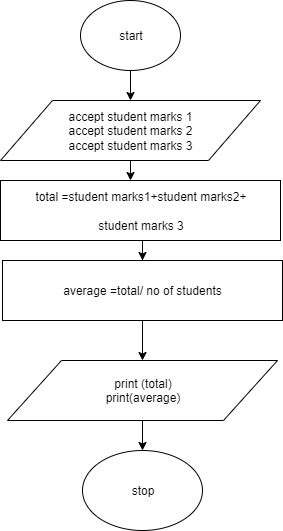 start
accept student marks 1
accept student marks 2
accept student marks 3
total =student marks1+student marks2+
student marks 3
average =total/ no of students
print (total)
print(average)
stop